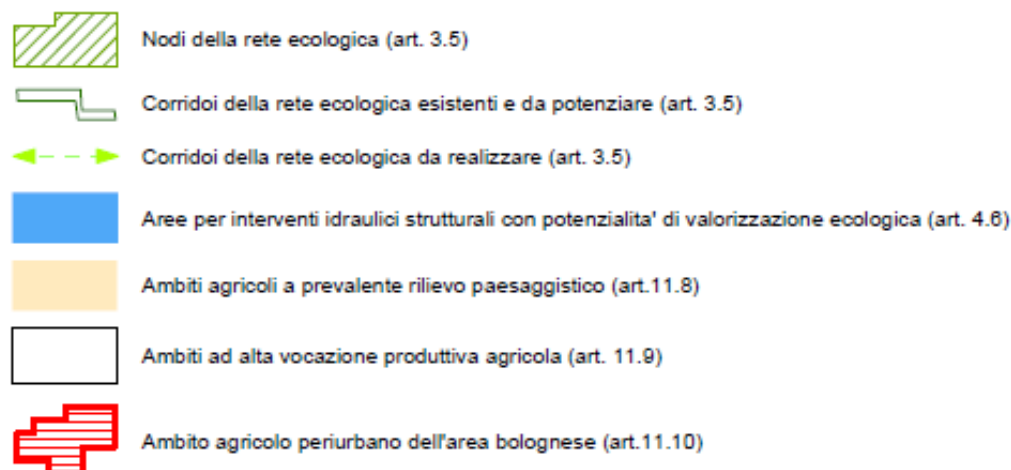 Nodi della rete ecologica (art. 3.5)
Corridoi della rete ecologica esistenti e da potenziare (art. 3.5)
Corridoi della rete ecologica da realizzare (art. 3.5)
Aree per interventi idraulici strutturali con potenzialita' di valorizzazione ecologica (art. 4.6)
Ambiti agricoli a prevalente rilievo paesaggistico (art.11.8)
Ambiti ad alta vocazione produttiva agricola (art. 11.9)
Ambito agricolo periurbano dell'area bolognese (art.11.10)